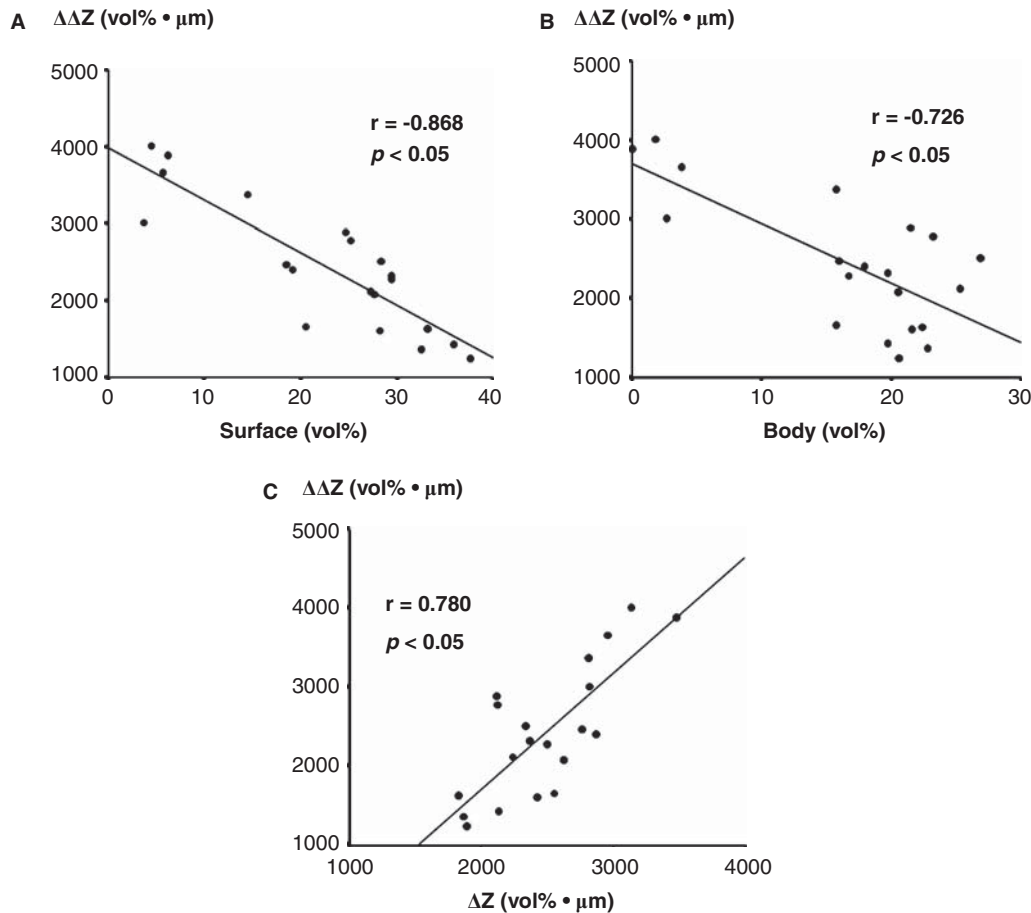 A ΔΔZ (vol% • μm)
5000
4000
3000
2000
1000
r = -0.868
p < 0.05
0 10 20 30 40
Surface (vol%)
B ΔΔZ (vol% • μm)
5000
4000
3000
2000
1000
r = -0.726
p < 0.05
0 10 20 30
Body (vol%)
C ΔΔZ (vol% • μm)
5000
4000
3000
2000
1000
r = 0.780
p < 0.05
1000 2000 3000 4000
ΔZ (vol% • μm)